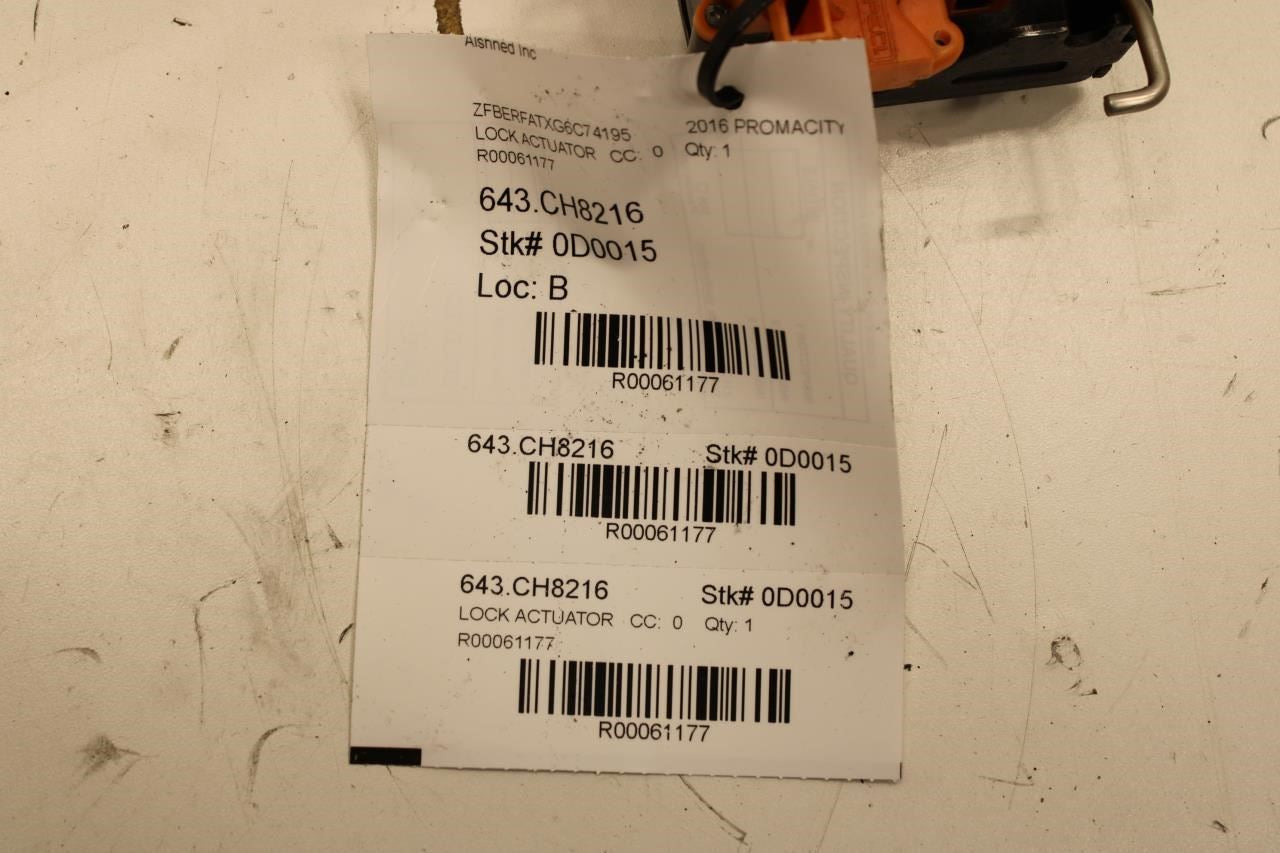 Alsnned Inc
ZFBERFATXG6C74195 2016 PROMACITY
LOCK ACTUATOR CC: 0 Qty: 1
R00061177
643.CH8216
Stk# 0D0015
Loc: B
R00061177
643.CH8216 Stk# 0D0015
R00061177
643.CH8216 Stk# 0D0015
LOCK ACTUATOR CC: 0 Qty: 1
R00061177
R00061177